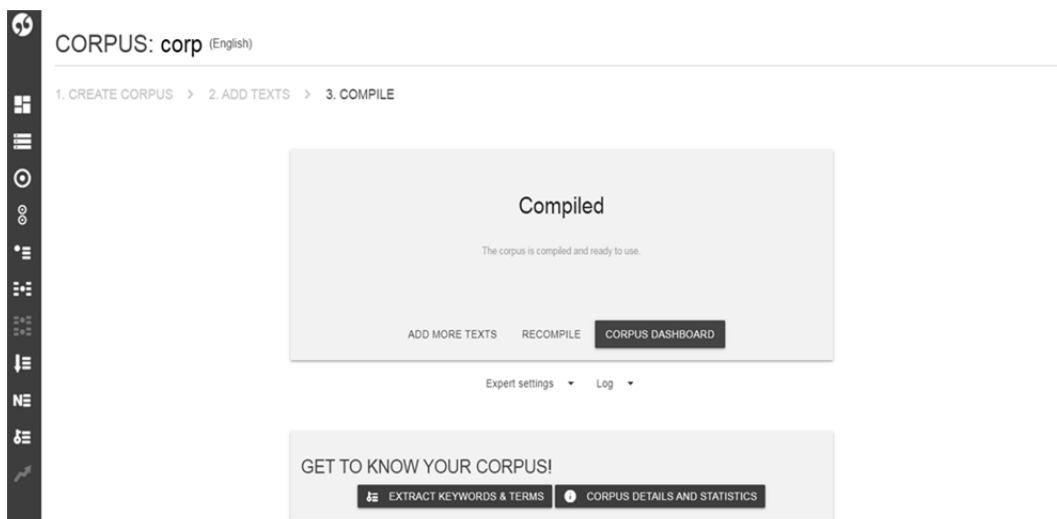 CORPUS: corp (English)
1. CREATE CORPUS > 2. ADD TEXTS > 3. COMPILE
Compiled
The corpus is compiled and ready to use.
ADD MORE TEXTS RECOMPILE CORPUS DASHBOARD
Expert settings Log
GET TO KNOW YOUR CORPUS!
EXTRACT KEYWORDS & TERMS CORPUS DETAILS AND STATISTICS